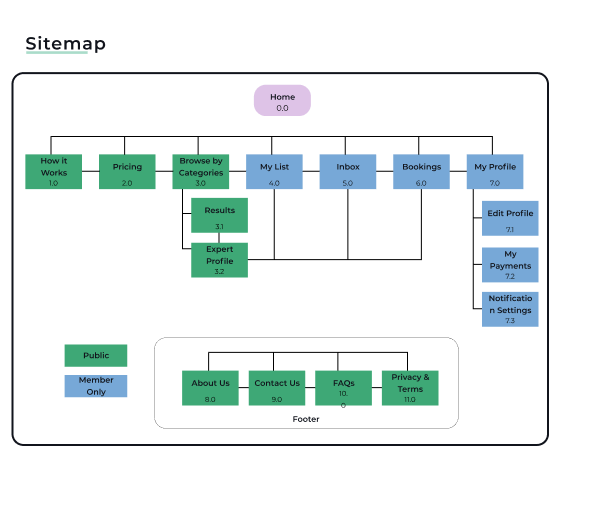 Sitemap
Home
0.0
How it
Works
1.0
Pricing
2.0
Browse by
Categories
3.0
My List
4.0
Inbox
5.0
Bookings
6.0
My Profile
7.0
Results
3.1
Expert
Profile
3.2
Edit Profile
7.1
My
Payments
7.2
Notificatio
n Settings
7.3
Public
Member
Only
About Us
8.0
Contact Us
9.0
FAQs
10.
0
Privacy &
Terms
11.0
Footer